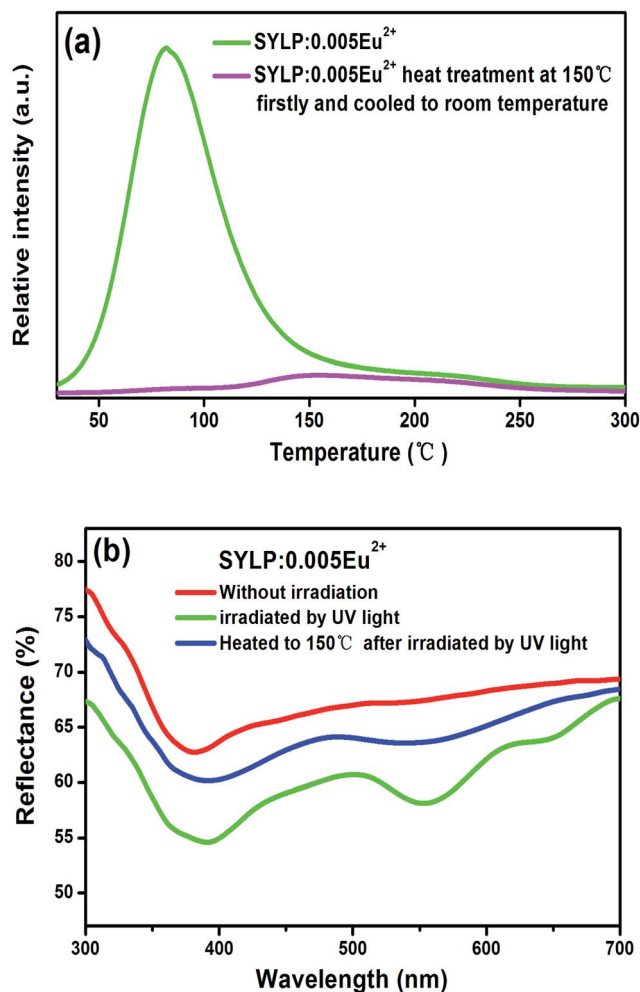 (a)
SYLP:0.005Eu²⁺
SYLP:0.005Eu²⁺ heat treatment at 150℃
firstly and cooled to room temperature
Relative intensity (a.u.)
50 100 150 200 250 300
Temperature (℃ )
(b)
SYLP:0.005Eu²⁺
Without irradiation
irradiated by UV light
Heated to 150℃ after irradiated by UV light
Reflectance (%)
80
75
70
65
60
55
50
300 400 500 600 700
Wavelength (nm)